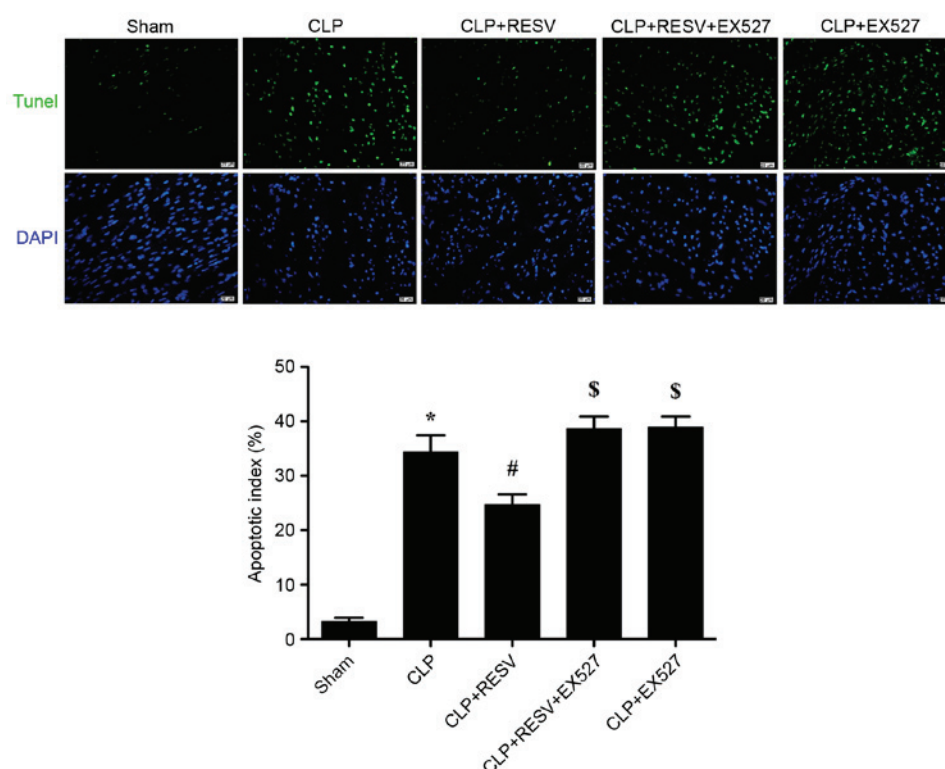 Sham CLP CLP+RESV CLP+RESV+EX527 CLP+EX527
Tunel
DAPI
50
40
30
20
10
0
Apoptotic index (%)
* # $ $
Sham
CLP
CLP+RESV
CLP+RESV+EX527
CLP+EX527